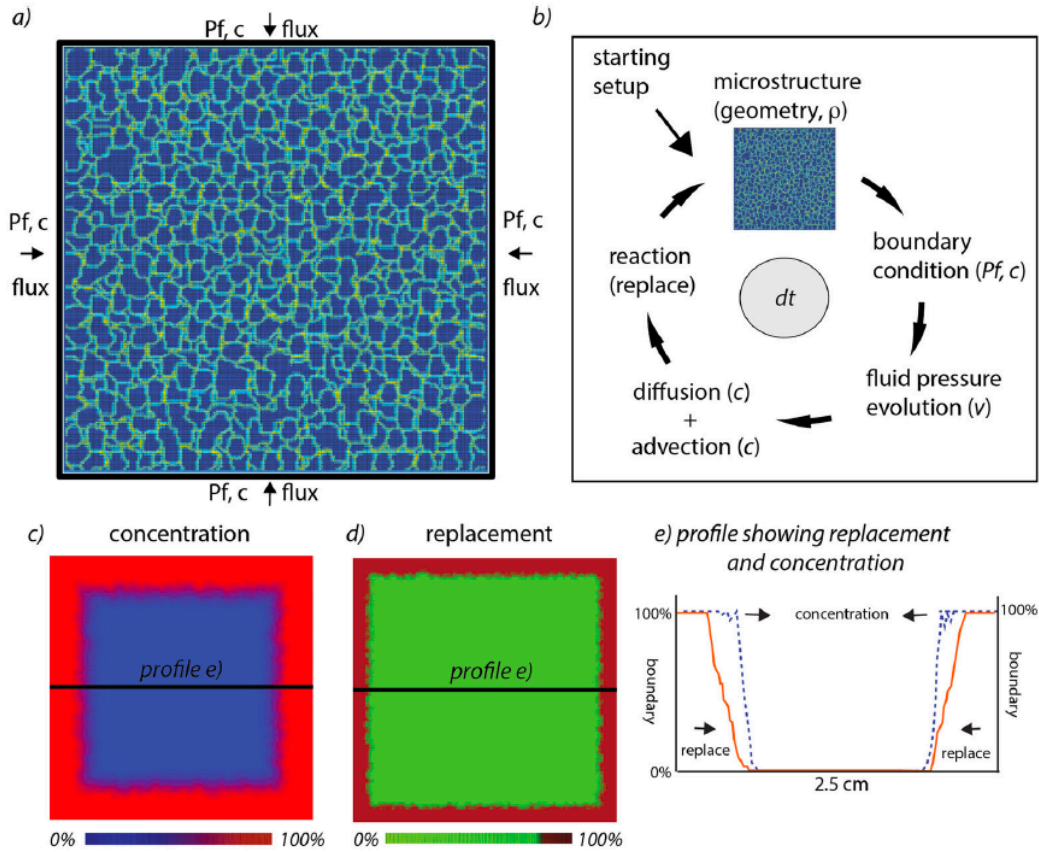 a)
Pf, c flux
Pf, c
flux
Pf, c
flux
Pf, c flux
b)
starting
setup
microstructure
(geometry, ρ)
boundary
condition (Pf, c)
fluid pressure
evolution (v)
diffusion (c)
+
advection (c)
reaction
(replace)
dt
c) concentration
profile e)
0% 100%
d) replacement
profile e)
0% 100%
e) profile showing replacement
and concentration
100%
concentration
100%
boundary
boundary
replace
replace
0%
2.5 cm